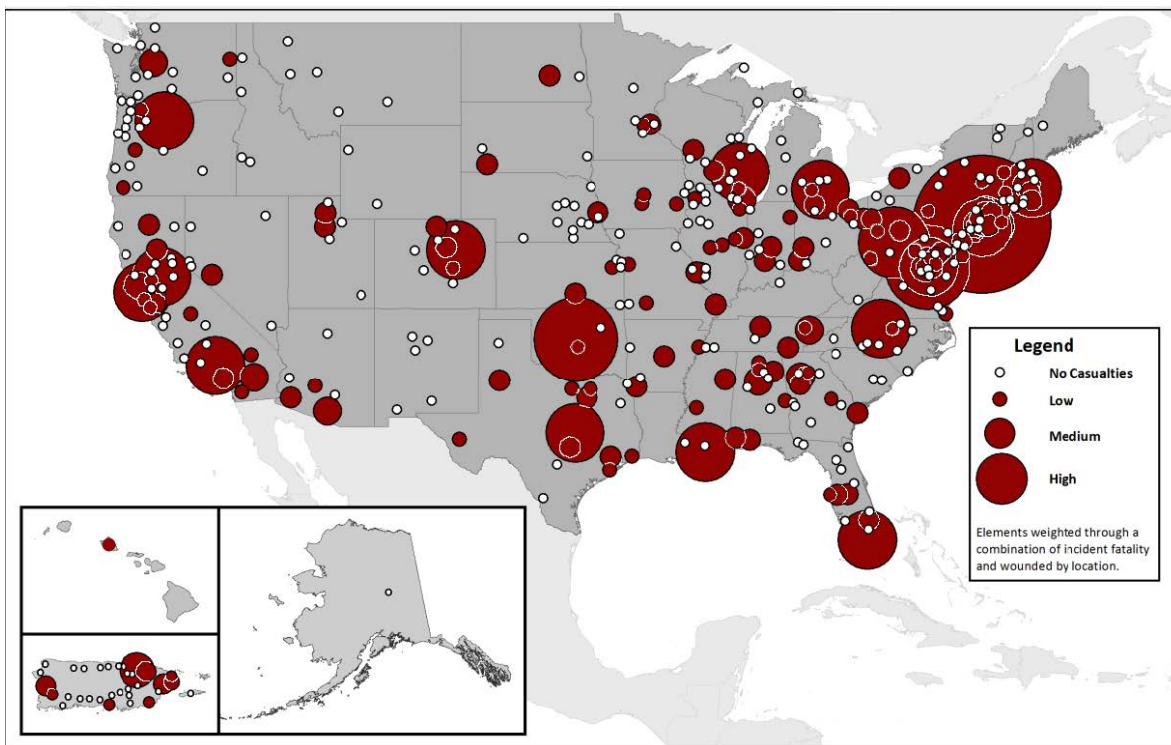 Legend
No Casualties
Low
Medium
High
Elements weighted through a
combination of incident fatality
and wounded by location.